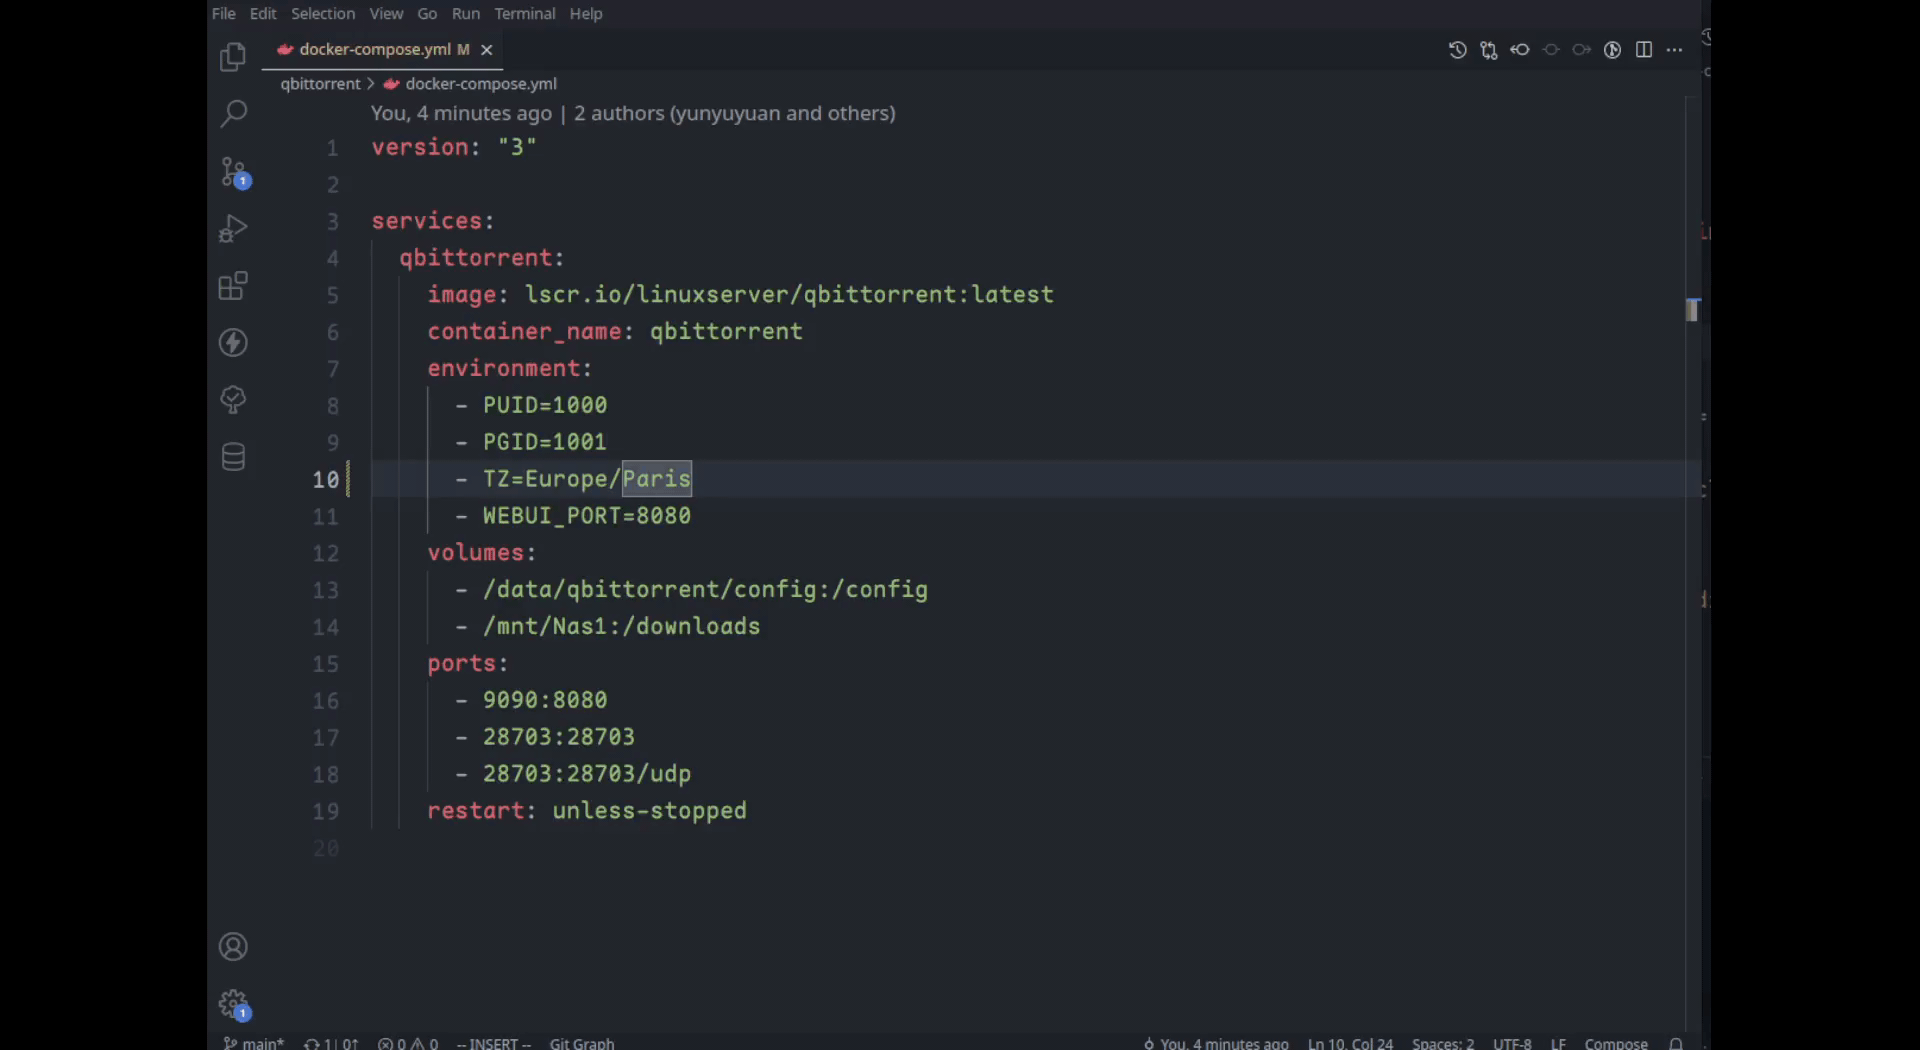 File Edit Selection View Go Run Terminal Help
docker-compose.yml M
qbittorrent > docker-compose.yml
You, 4 minutes ago | 2 authors (yunyuyuan and others)
1 version: "3"
2
3 services:
4 qbittorrent:
5 image: lscr.io/linuxserver/qbittorrent:latest
6 container_name: qbittorrent
7 environment:
8 - PUID=1000
9 - PGID=1001
10 - TZ=Europe/Paris
11 - WEBUI_PORT=8080
12 volumes:
13 - /data/qbittorrent/config:/config
14 - /mnt/Nas1:/downloads
15 ports:
16 - 9090:8080
17 - 28703:28703
18 - 28703:28703/udp
19 restart: unless-stopped
20
1
1
main* 1↓ 0↑ 0 0 -- INSERT -- Git Graph You, 4 minutes ago Ln 10, Col 24 Spaces: 2 UTF-8 LF Compose